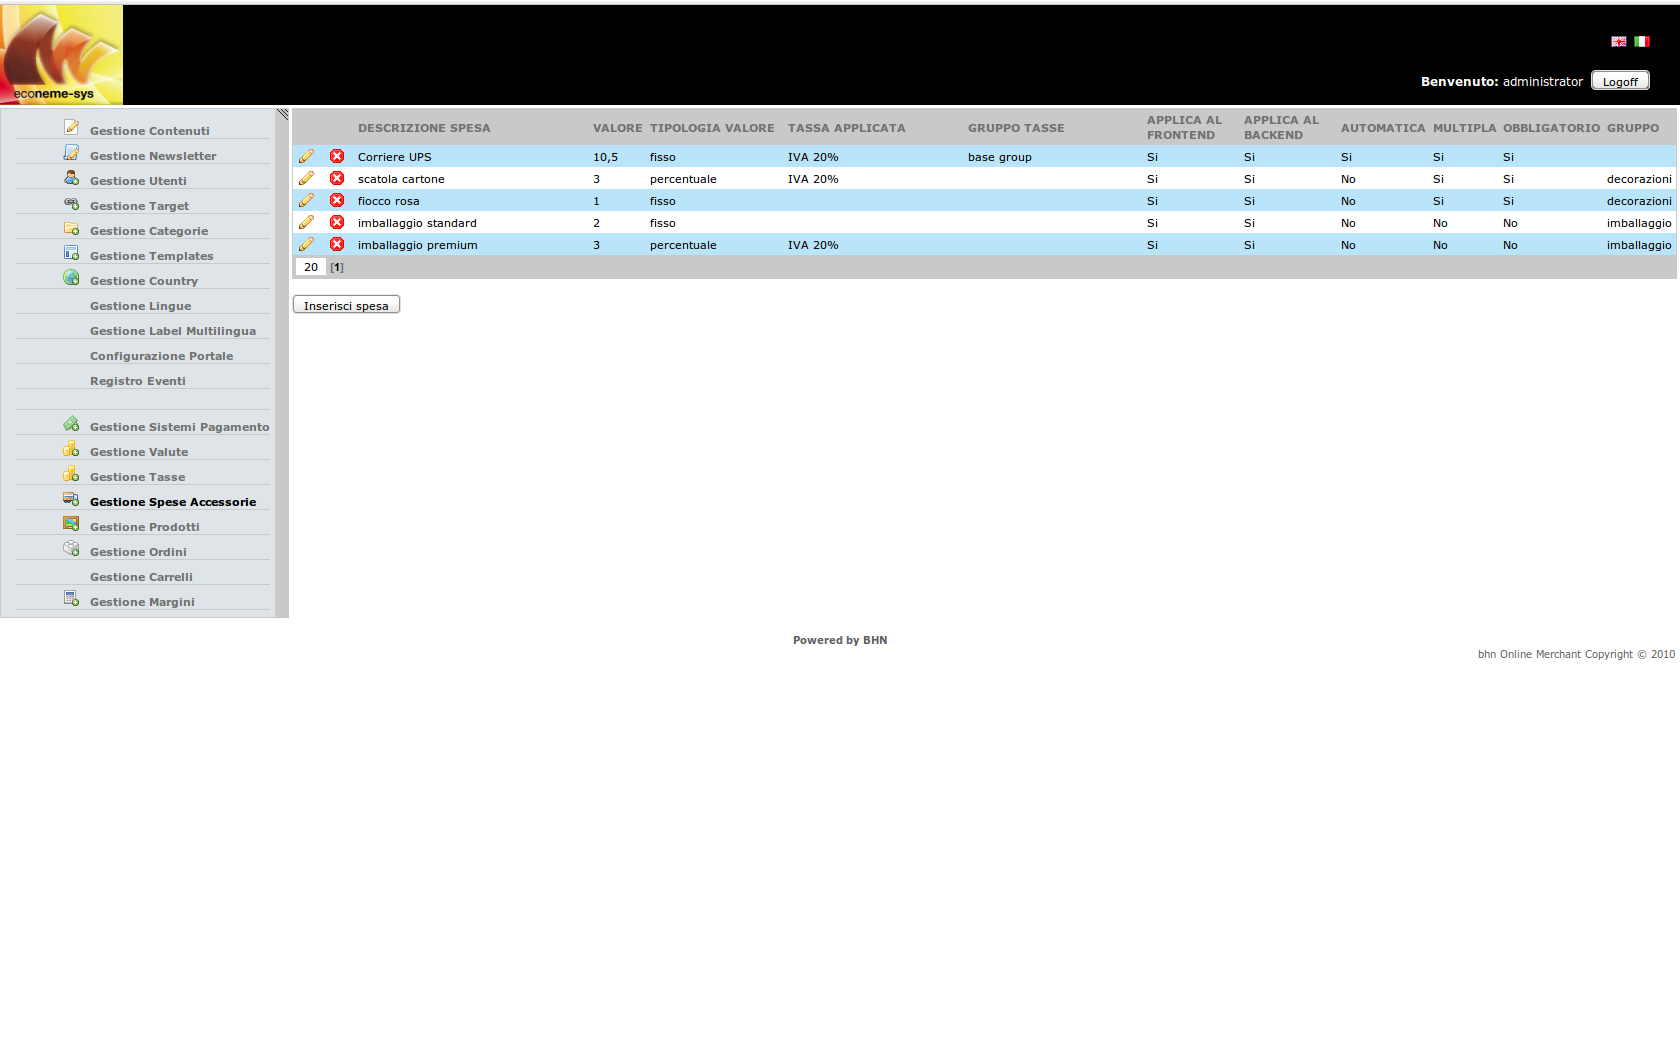 econeme-sys
Benvenuto: administrator Logoff
Gestione Contenuti
Gestione Newsletter
Gestione Utenti
Gestione Target
Gestione Categorie
Gestione Templates
Gestione Country
Gestione Lingue
Gestione Label Multilingua
Configurazione Portale
Registro Eventi
Gestione Sistemi Pagamento
Gestione Valute
Gestione Tasse
Gestione Spese Accessorie
Gestione Prodotti
Gestione Ordini
Gestione Carrelli
Gestione Margini
DESCRIZIONE SPESA VALORE TIPOLOGIA VALORE TASSA APPLICATA GRUPPO TASSE APPLICA AL FRONTEND APPLICA AL BACKEND AUTOMATICA MULTIPLA OBBLIGATORIO GRUPPO
Corriere UPS 10,5 fisso IVA 20% base group Si Si Si Si Si
scatola cartone 3 percentuale IVA 20% Si Si No Si Si decorazioni
fiocco rosa 1 fisso Si Si No Si Si decorazioni
imballaggio standard 2 fisso Si Si No No No imballaggio
imballaggio premium 3 percentuale IVA 20% Si Si No No No imballaggio
20 [1]
Inserisci spesa
Powered by BHN
bhn Online Merchant Copyright © 2010